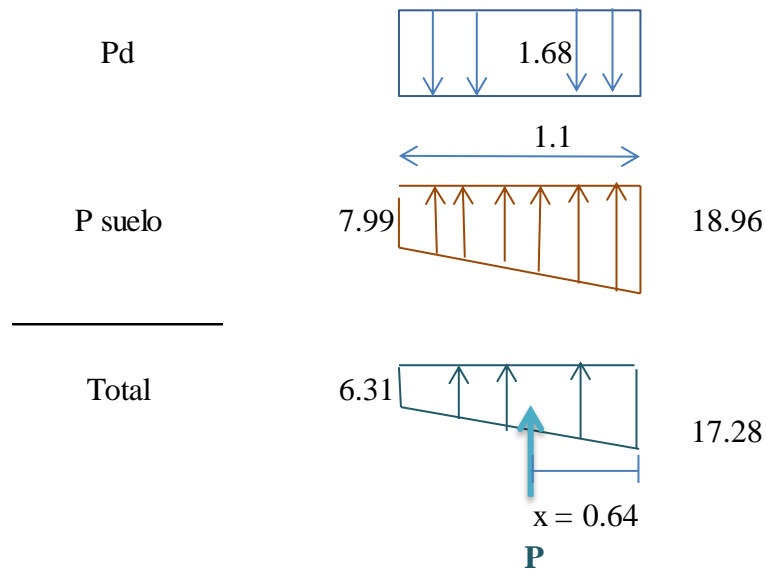 Pd
1.68
1.1
P suelo
7.99
18.96
Total
6.31
17.28
x = 0.64
P